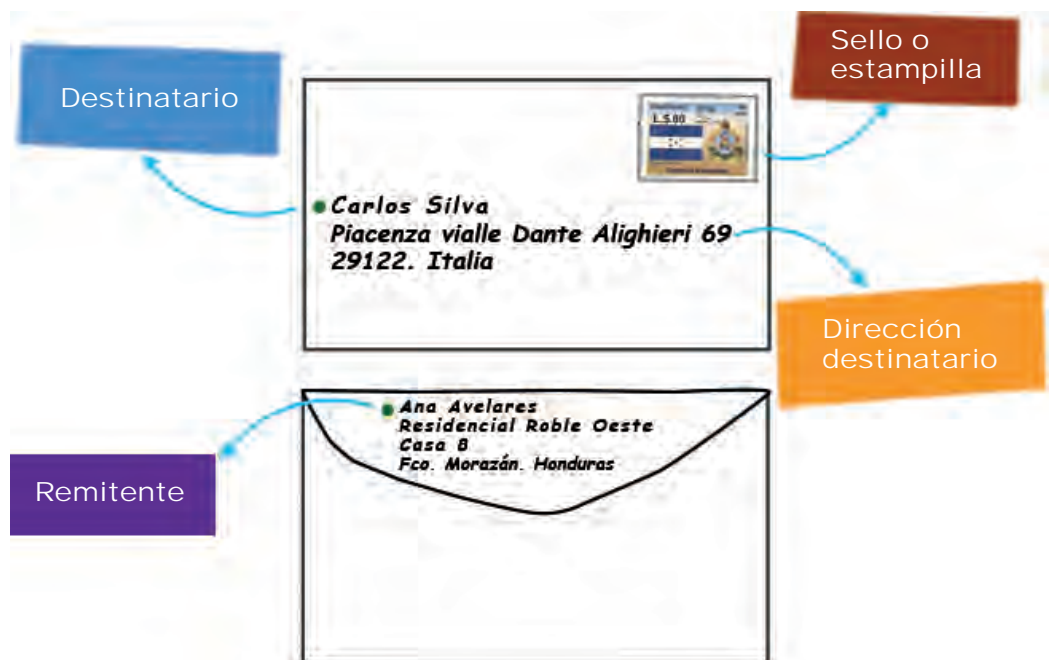 Sello o
estampilla
Destinatario
L.5.00
Carlos Silva
Piacenza vialle Dante Alighieri 69
29122. Italia
Dirección
destinatario
Ana Avelares
Residencial Roble Oeste
Casa 8
Fco. Morazán. Honduras
Remitente